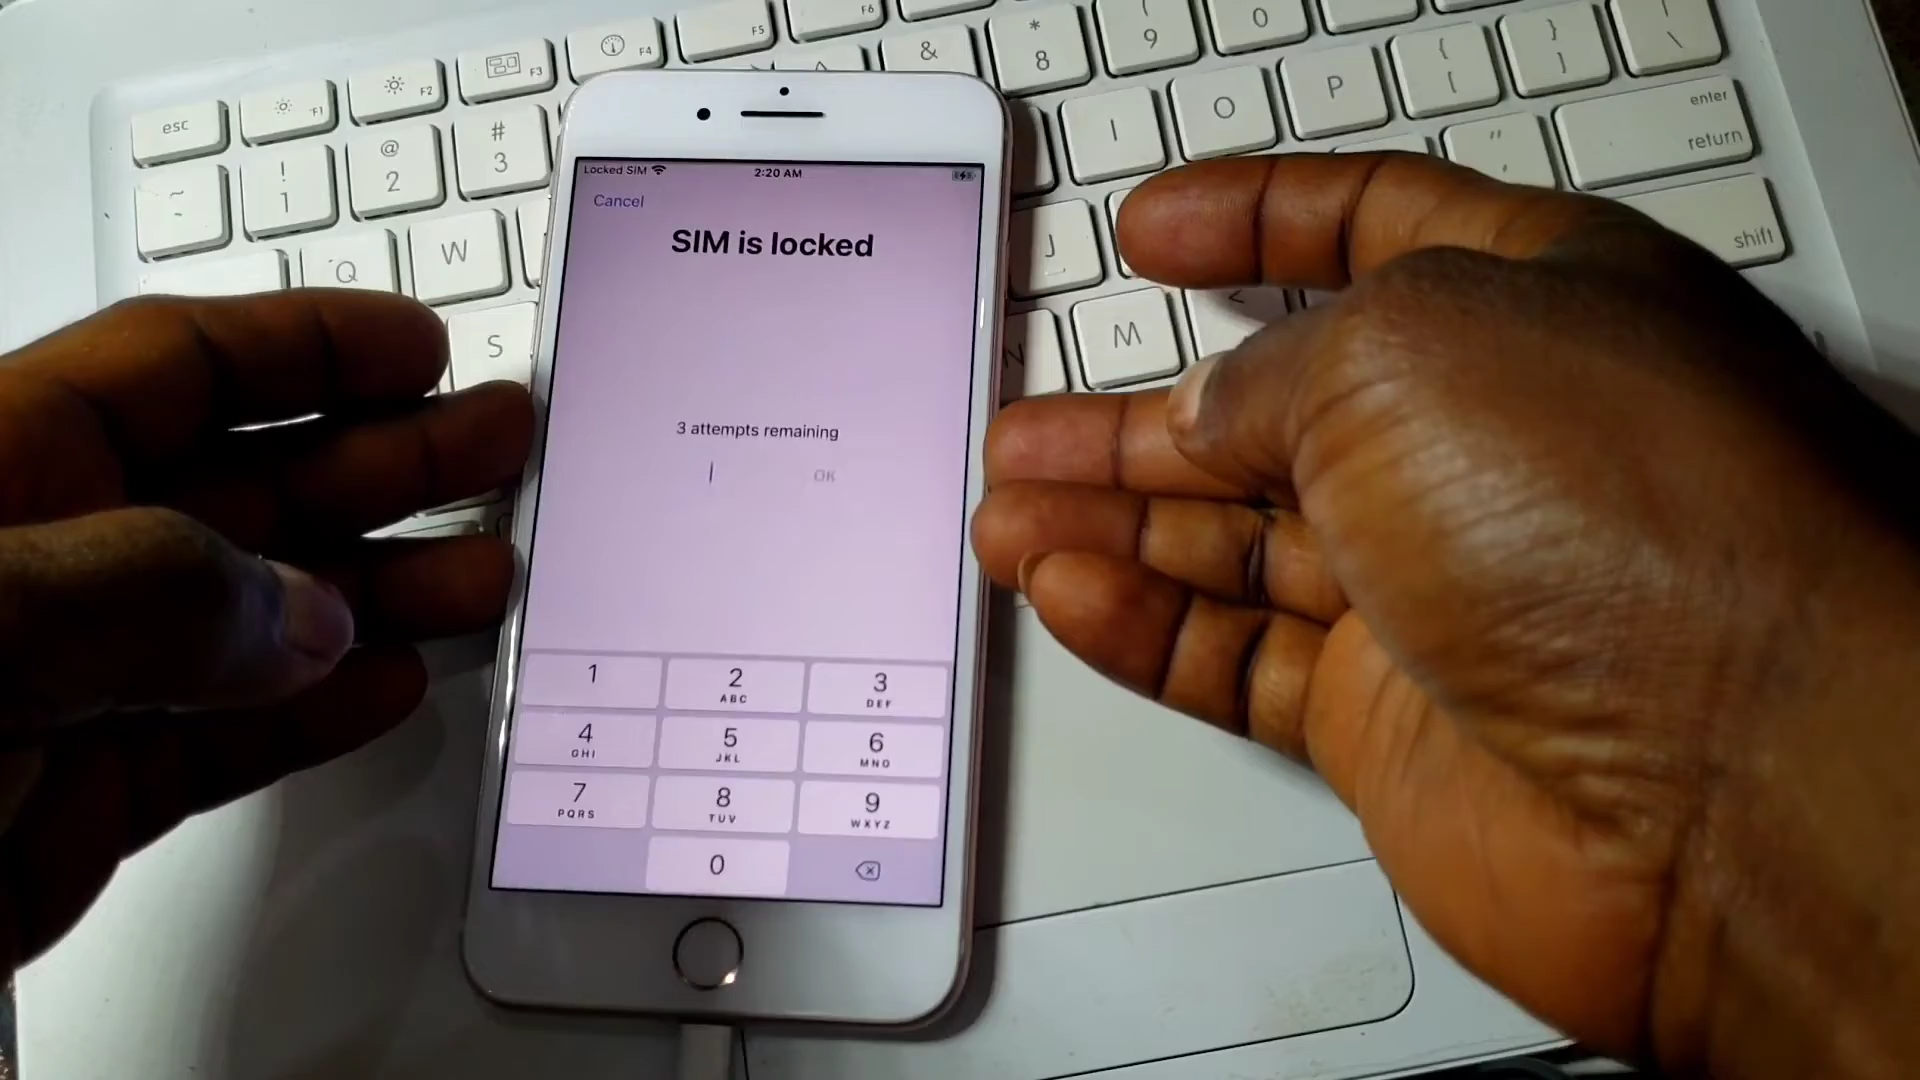 F5
F6
esc
F1
F2
F3
F4
~
!
1
@
2
#
3
&
*
8
(
9
0
{
[
}
]
\
Q
W
S
I
O
P
"
,
enter
return
shift
J
M
N
<
Locked SIM
2:20 AM
Cancel
SIM is locked
3 attempts remaining
OK
1
2
ABC
3
DEF
4
GHI
5
JKL
6
MNO
7
PQRS
8
TUV
9
WXYZ
0